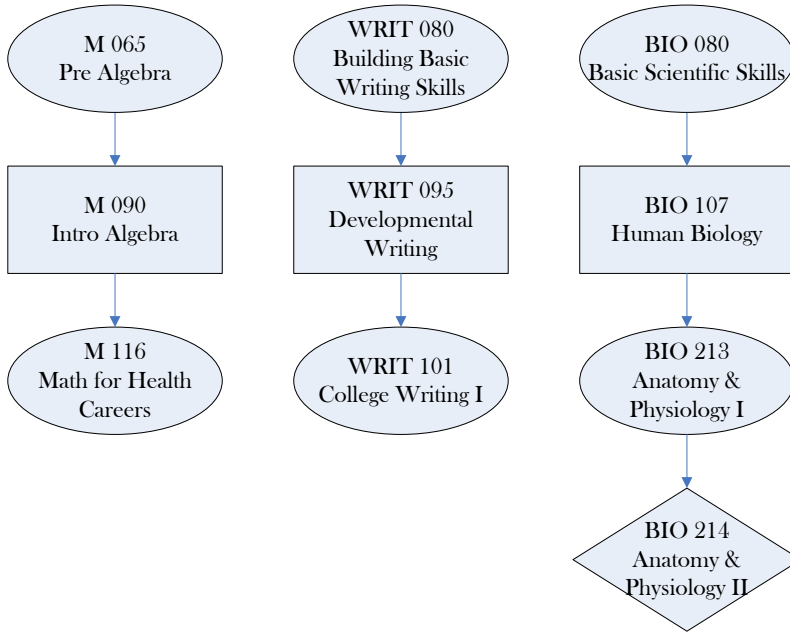 M 065
Pre Algebra
WRIT 080
Building Basic
Writing Skills
BIO 080
Basic Scientific Skills
M 090
Intro Algebra
WRIT 095
Developmental
Writing
BIO 107
Human Biology
M 116
Math for Health
Careers
WRIT 101
College Writing I
BIO 213
Anatomy &
Physiology I
BIO 214
Anatomy &
Physiology II